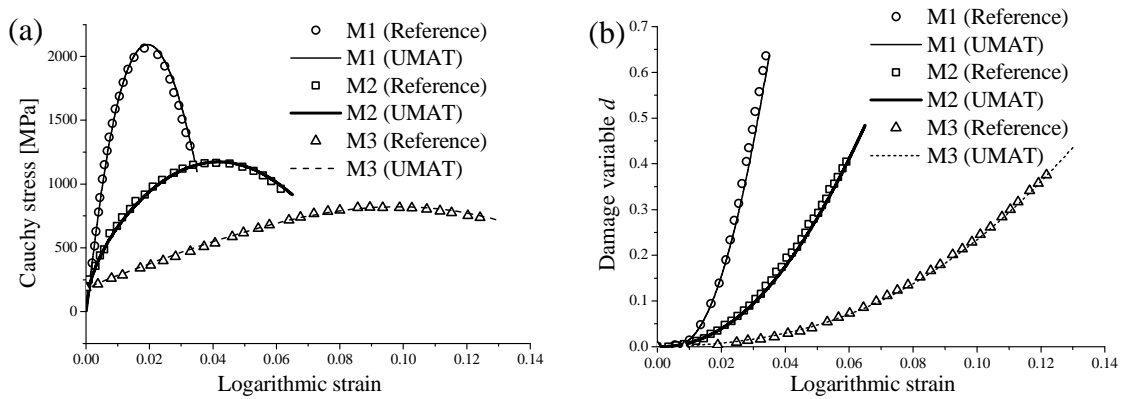 (a)
M1 (Reference)
M1 (UMAT)
M2 (Reference)
M2 (UMAT)
M3 (Reference)
M3 (UMAT)
Cauchy stress [MPa]
2000
1500
1000
500
0
0.00 0.02 0.04 0.06 0.08 0.10 0.12 0.14
Logarithmic strain
(b)
M1 (Reference)
M1 (UMAT)
M2 (Reference)
M2 (UMAT)
M3 (Reference)
M3 (UMAT)
Damage variable d
0.7
0.6
0.5
0.4
0.3
0.2
0.1
0.0
0.00 0.02 0.04 0.06 0.08 0.10 0.12 0.14
Logarithmic strain